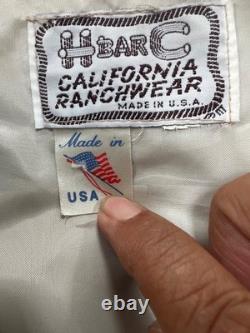 H BAR C
CALIFORNIA
RANCHWEAR
MADE IN U.S.A.
Made in
USA